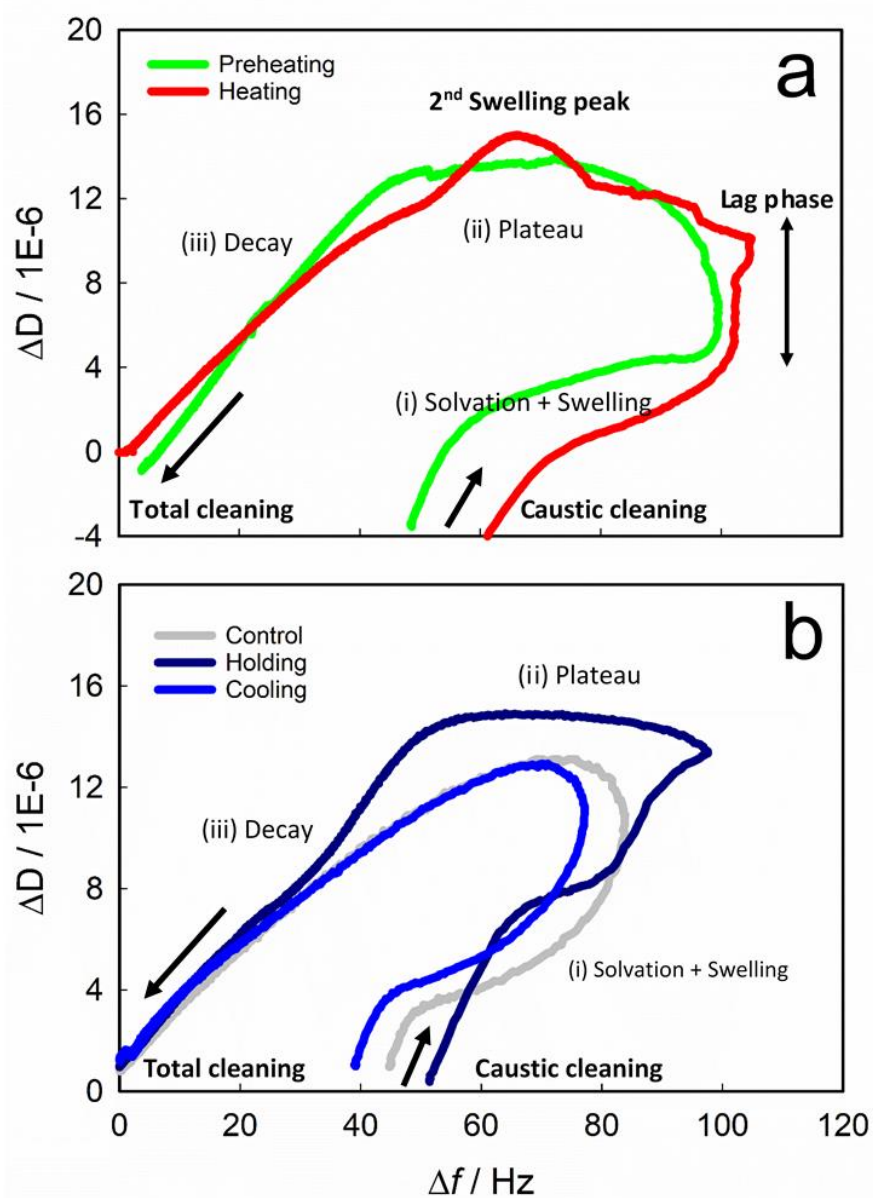 20
16
12
8
4
0
-4
ΔD / 1E-6
Preheating
Heating
a
2nd Swelling peak
Lag phase
(iii) Decay
(ii) Plateau
(i) Solvation + Swelling
Total cleaning
Caustic cleaning
20
16
12
8
4
0
ΔD / 1E-6
Control
Holding
Cooling
b
(ii) Plateau
(iii) Decay
(i) Solvation + Swelling
Total cleaning
Caustic cleaning
0 20 40 60 80 100 120
Δf / Hz